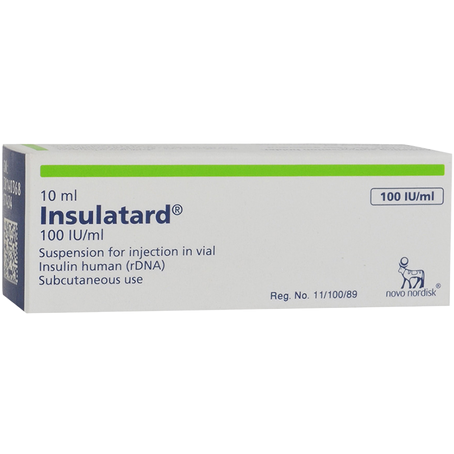 10 ml
100 IU/ml
Insulatard®
100 IU/ml
Suspension for injection in vial
Insulin human (rDNA)
Subcutaneous use
Reg. No. 11/100/89
novo nordisk®